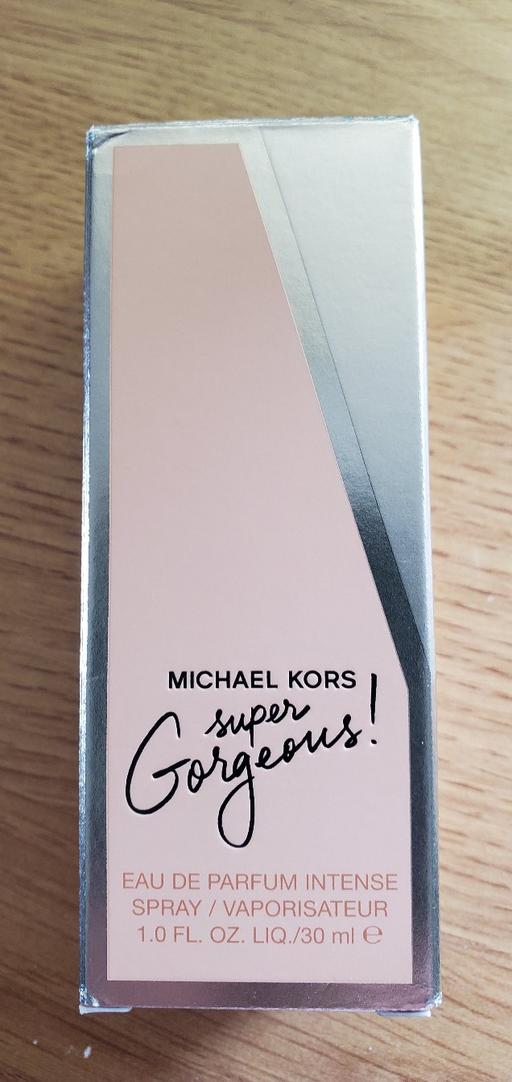 MICHAEL KORS
super
Gorgeous!
EAU DE PARFUM INTENSE
SPRAY / VAPORISATEUR
1.0 FL. OZ. LIQ./30 ml ℮